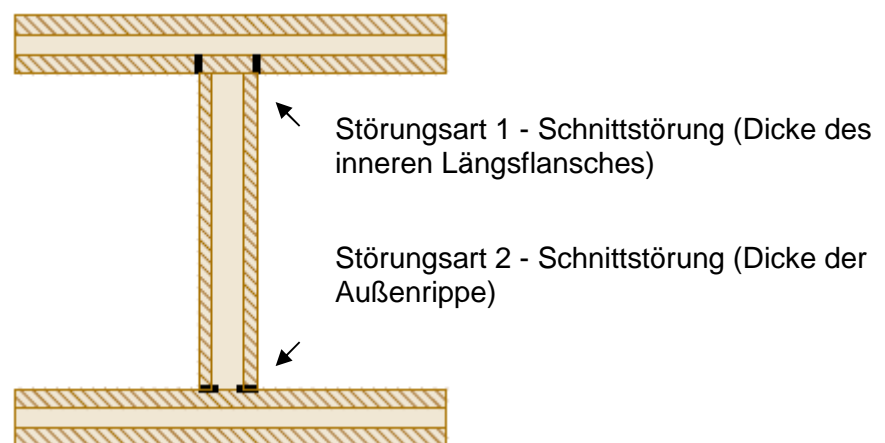 Störungsart 1 - Schnittstörung (Dicke des
inneren Längsflansches)
Störungsart 2 - Schnittstörung (Dicke der
Außenrippe)